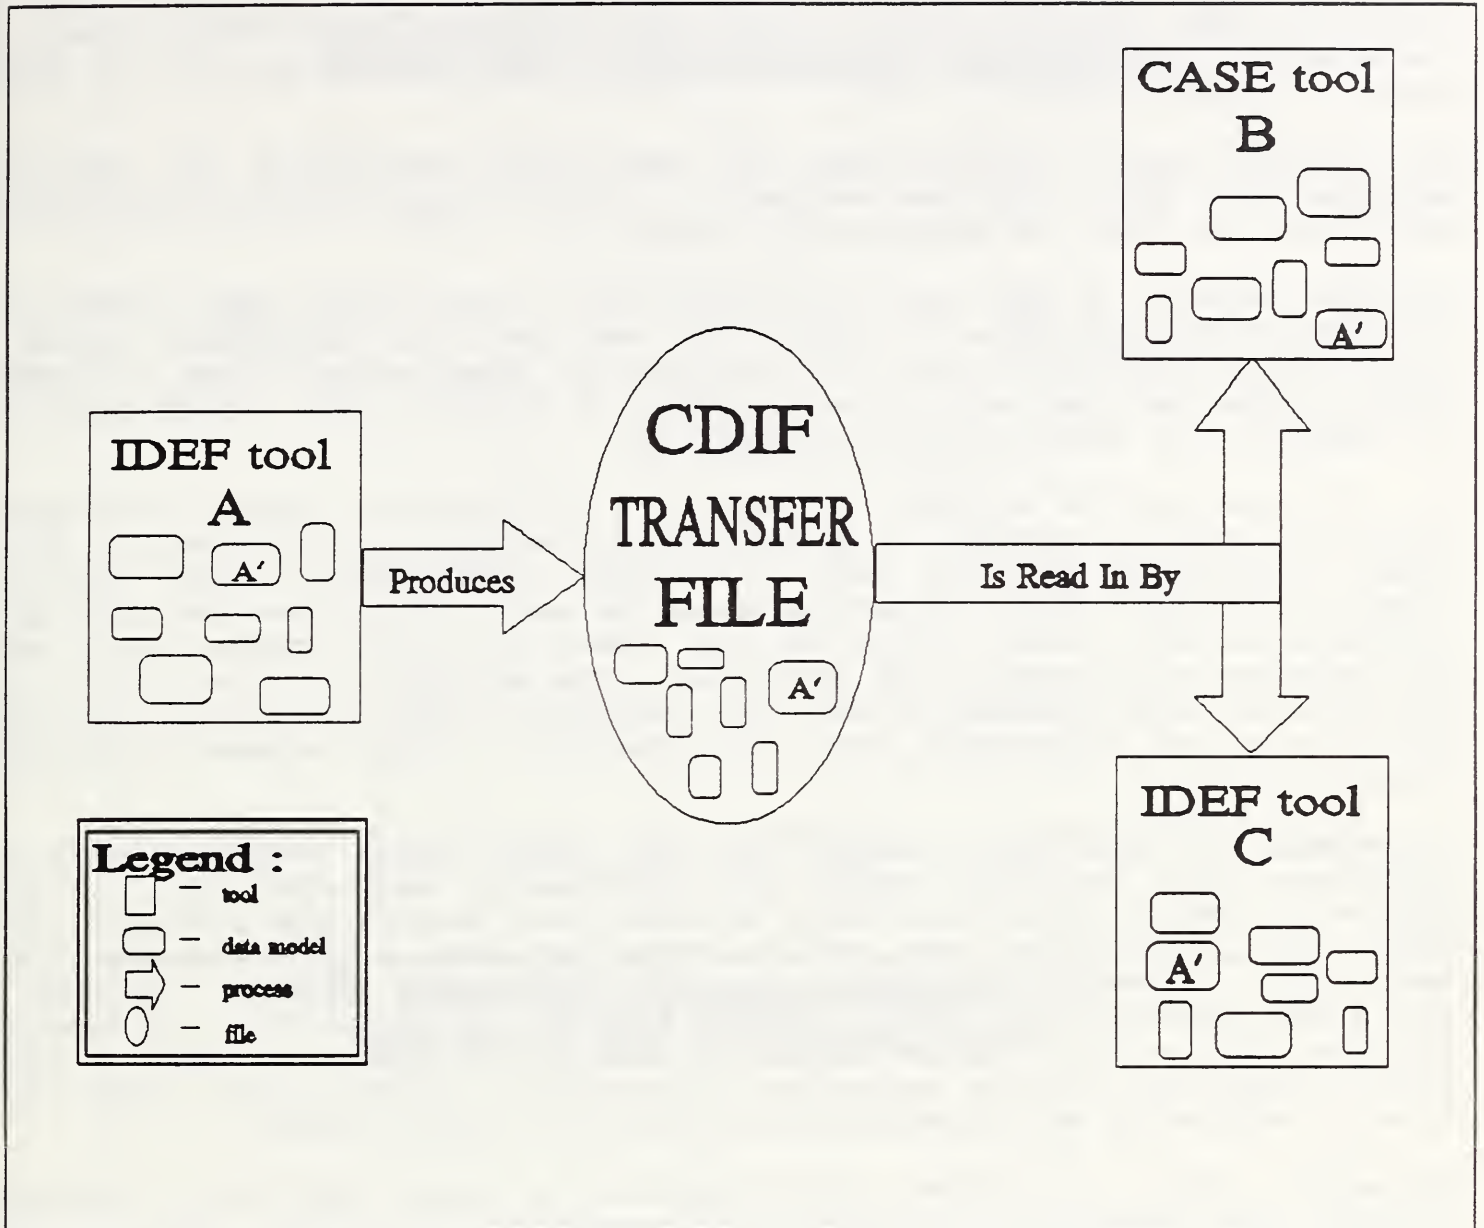 CASE tool
B
A'
IDEF tool
A
A'
Produces
CDIF
TRANSFER
FILE
A'
Is Read In By
IDEF tool
C
A'
Legend :
— tool
— data model
— process
— file